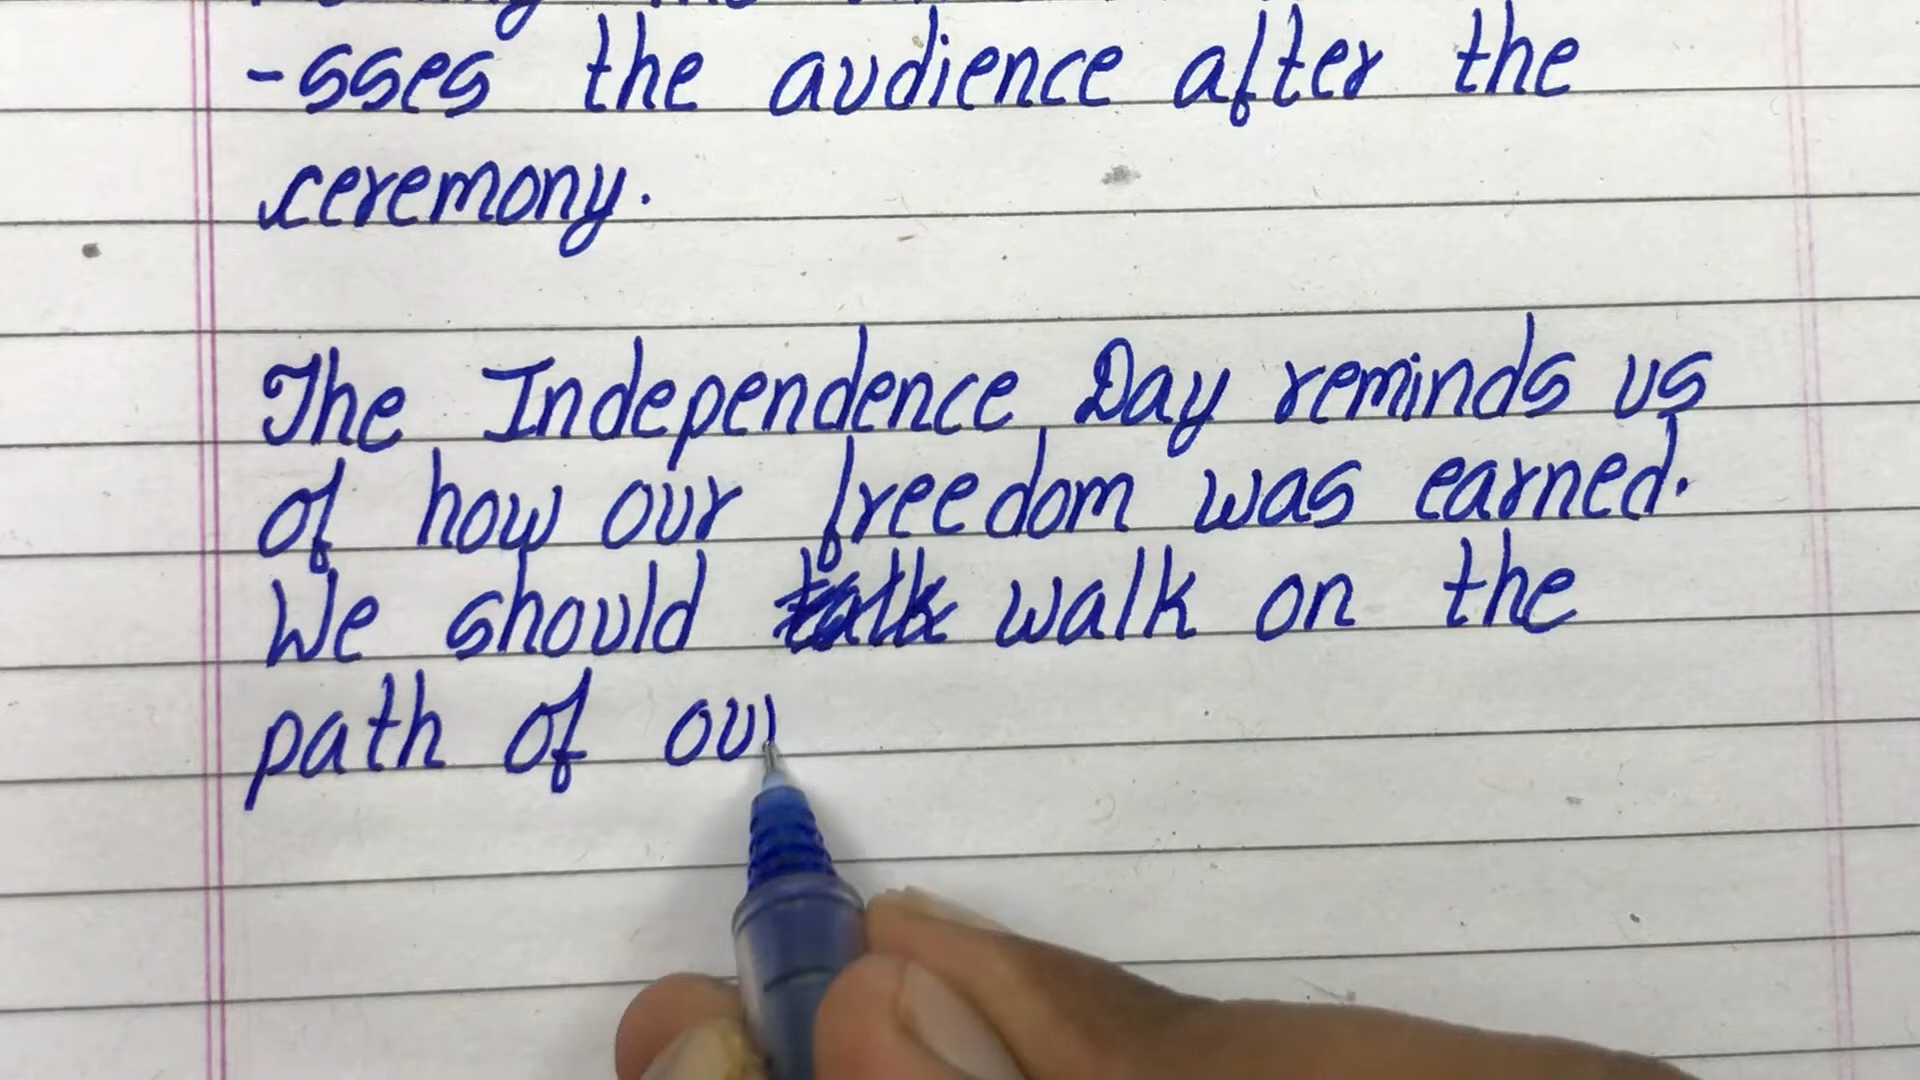 -sses the audience after the
ceremony.
The Independence Day reminds us
of how our freedom was earned.
We should talk walk on the
path of ou